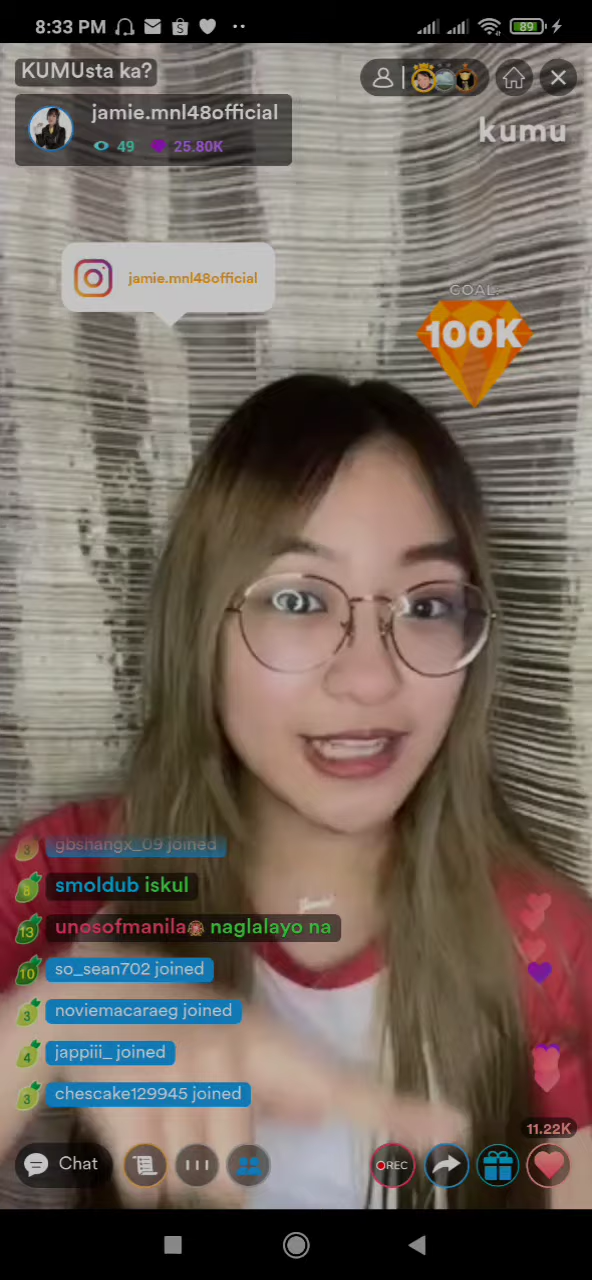 8:33 PM
89
KUMUsta ka?
jamie.mnl48official
49
25.80K
kumu
jamie.mnl48official
GOAL:
100K
gbshangx_09 joined
3
smoldub iskul
8
unosofmanila naglalayo na
13
so_sean702 joined
10
noviemacaraeg joined
3
jappiii_ joined
4
chescake129945 joined
3
11.22K
Chat
REC